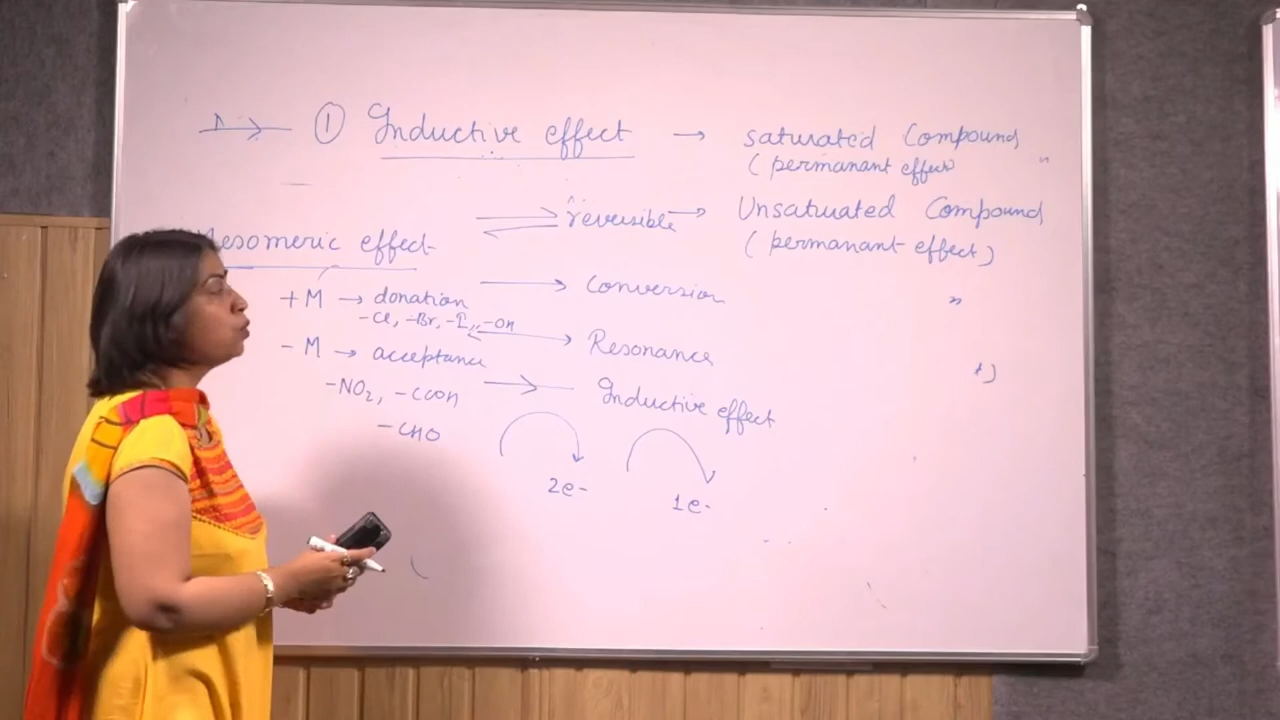 ① Inductive effect → saturated Compound
(permanant effect
⇌ reversible → Unsatuated Compound
(permanant effect)
Mesomeric effect
+M → donation → Conversion "
-Cl, -Br, -I, -OH
-M → acceptance ↔ Resonance
-NO₂, -COOH Inductive effect
-CHO
2e- 1e-